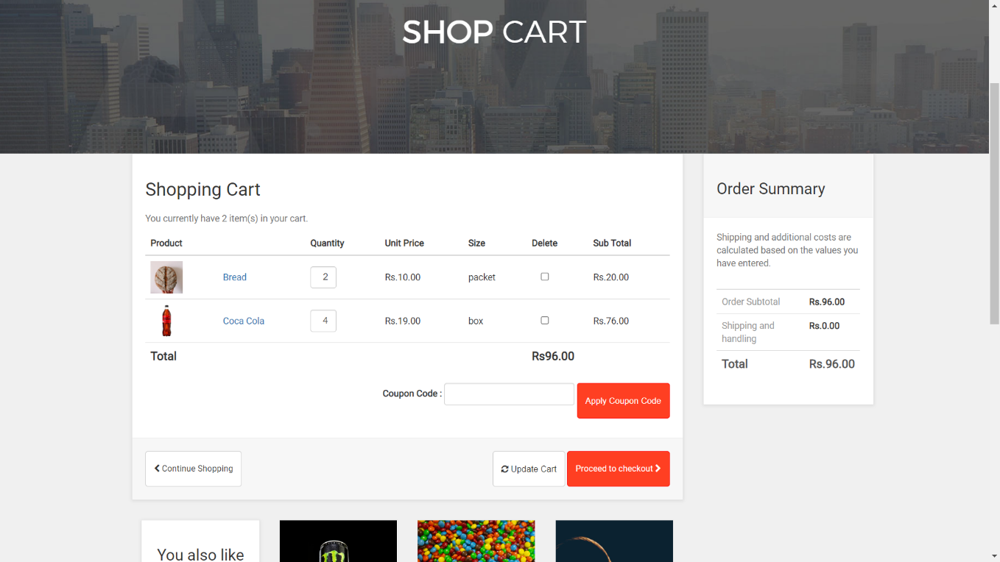 SHOP CART
Shopping Cart
You currently have 2 item(s) in your cart.
Product Quantity Unit Price Size Delete Sub Total
Bread 2 Rs.10.00 packet Rs.20.00
Coca Cola 4 Rs.19.00 box Rs.76.00
Total Rs96.00
Coupon Code : Apply Coupon Code
Continue Shopping Update Cart Proceed to checkout
Order Summary
Shipping and additional costs are
calculated based on the values you
have entered.
Order Subtotal Rs.96.00
Shipping and Rs.0.00
handling
Total Rs.96.00
You also like